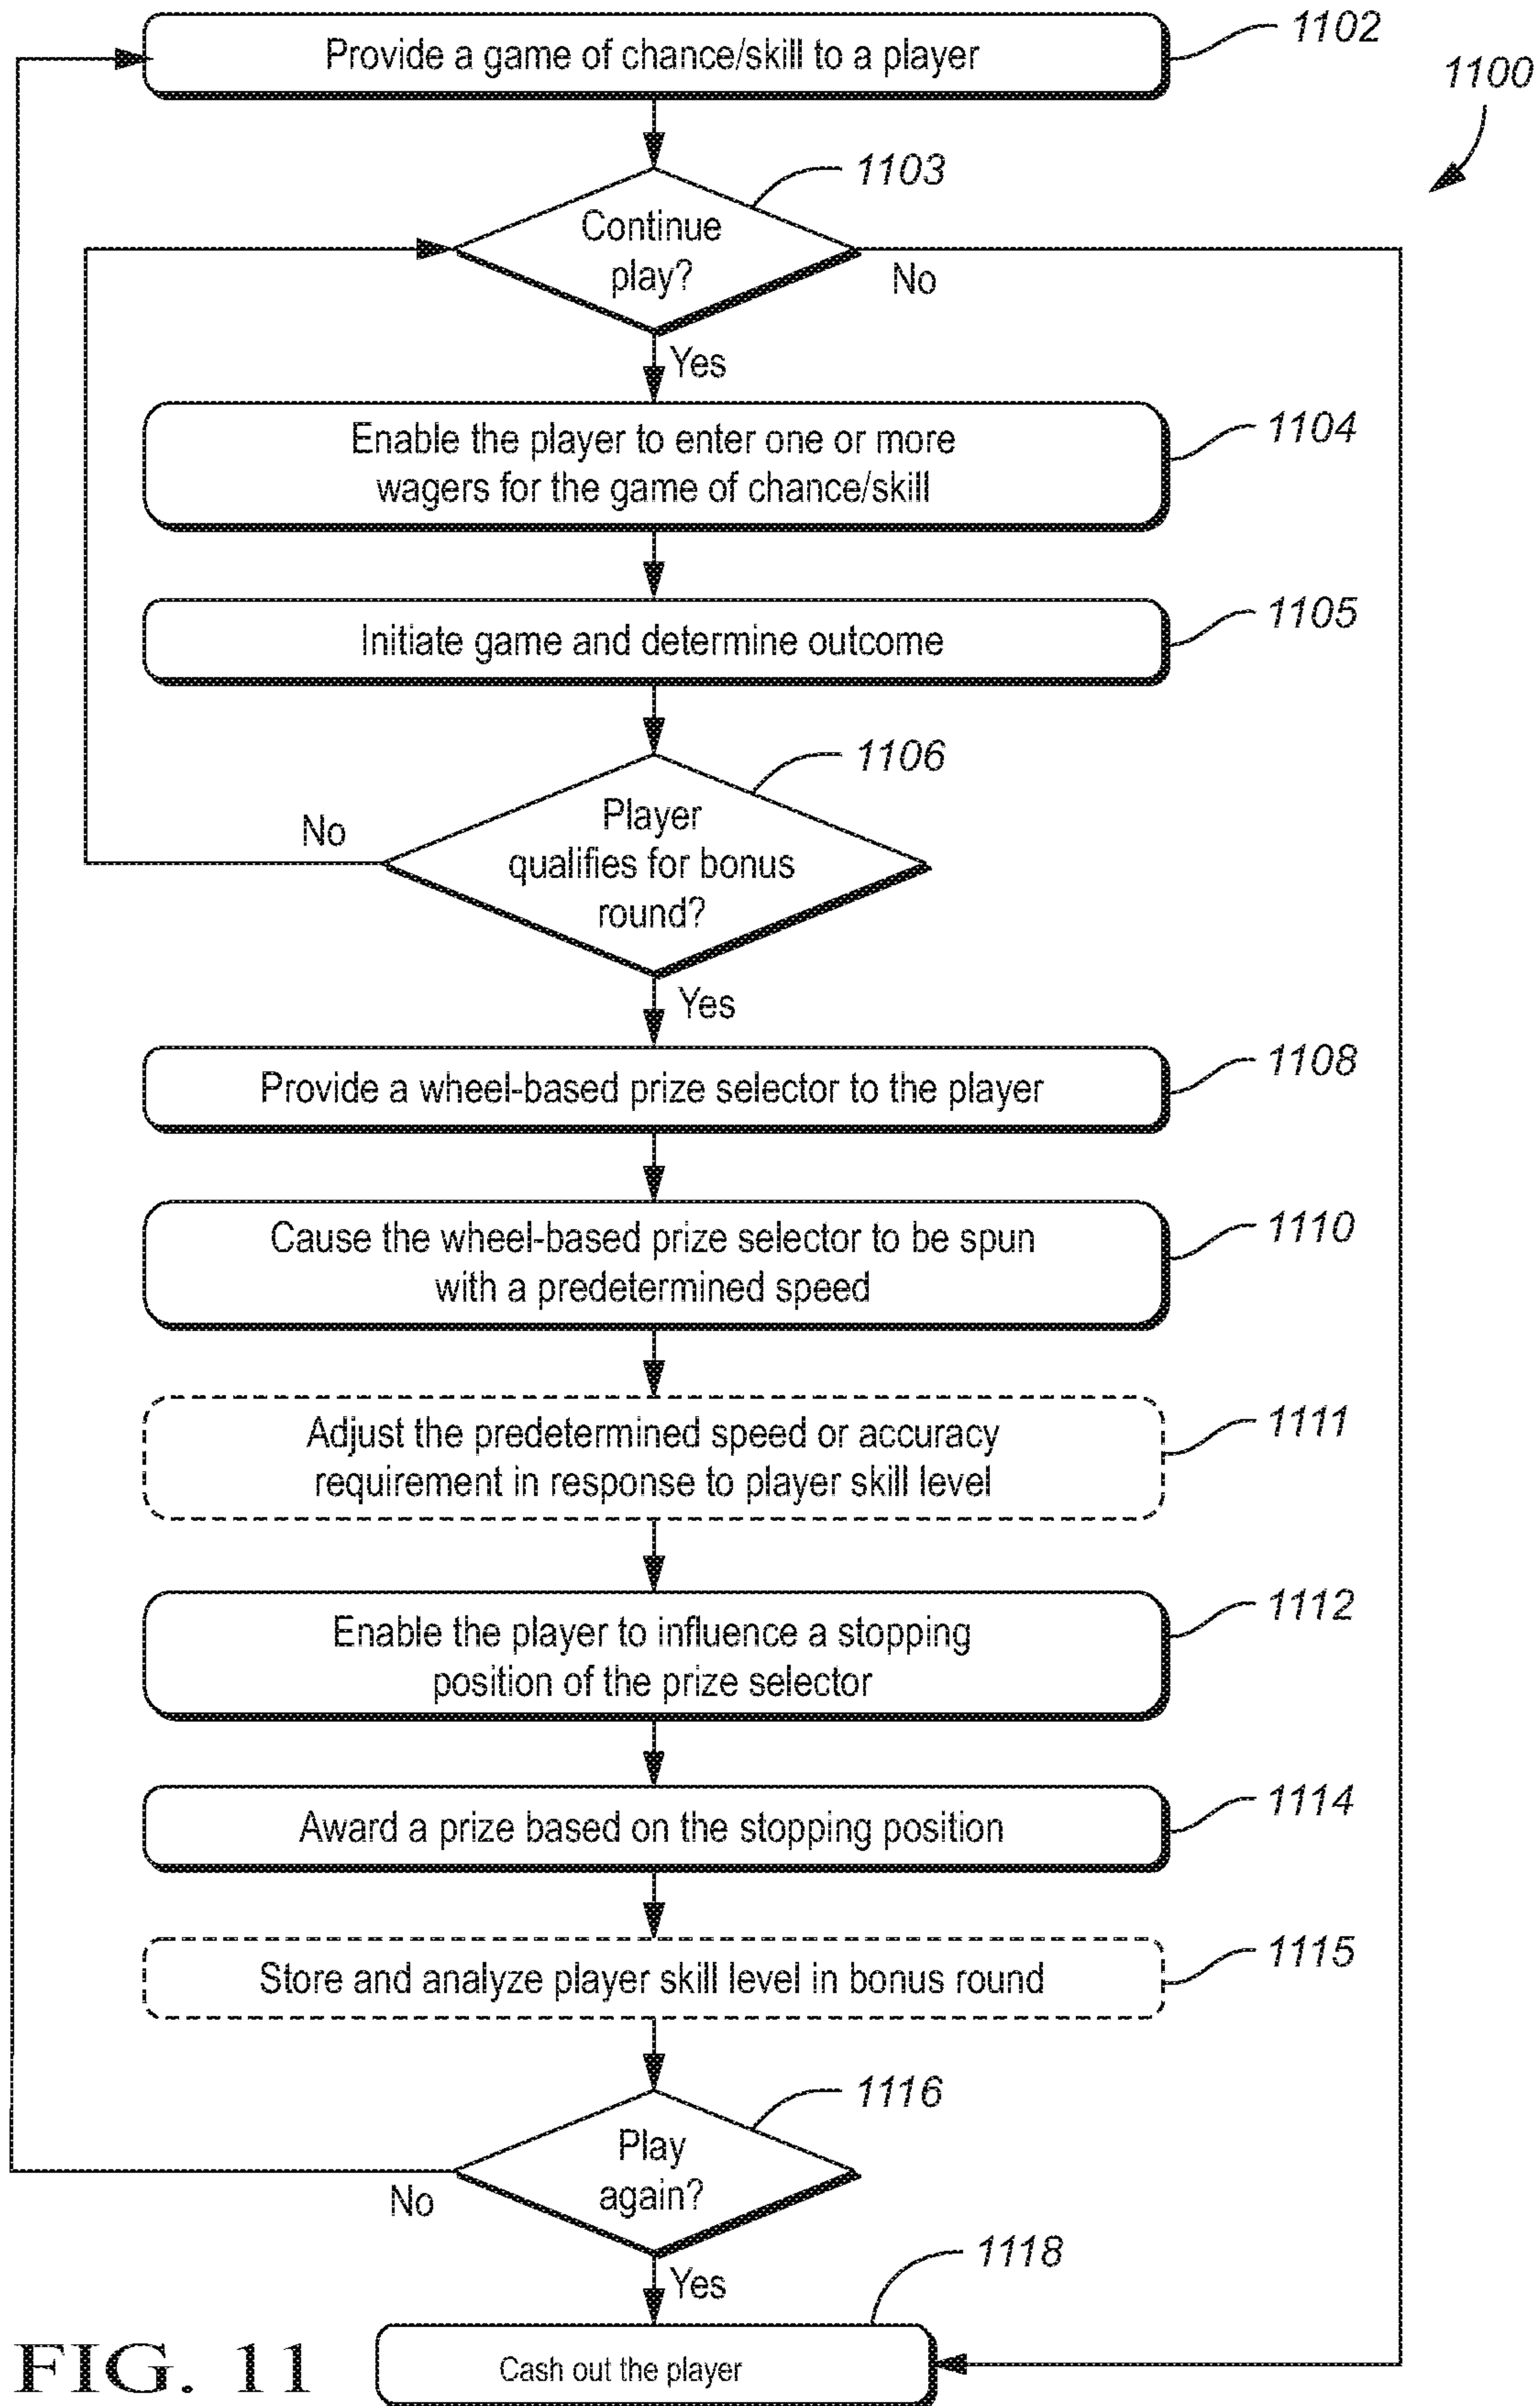 Provide a game of chance/skill to a player
1102
1100
1103
Continue
play?
No
Yes
Enable the player to enter one or more
wagers for the game of chance/skill
1104
Initiate game and determine outcome
1105
1106
Player
qualifies for bonus
round?
No
Yes
Provide a wheel-based prize selector to the player
1108
Cause the wheel-based prize selector to be spun
with a predetermined speed
1110
Adjust the predetermined speed or accuracy
requirement in response to player skill level
1111
Enable the player to influence a stopping
position of the prize selector
1112
Award a prize based on the stopping position
1114
Store and analyze player skill level in bonus round
1115
1116
Play
again?
No
Yes
1118
Cash out the player
FIG. 11